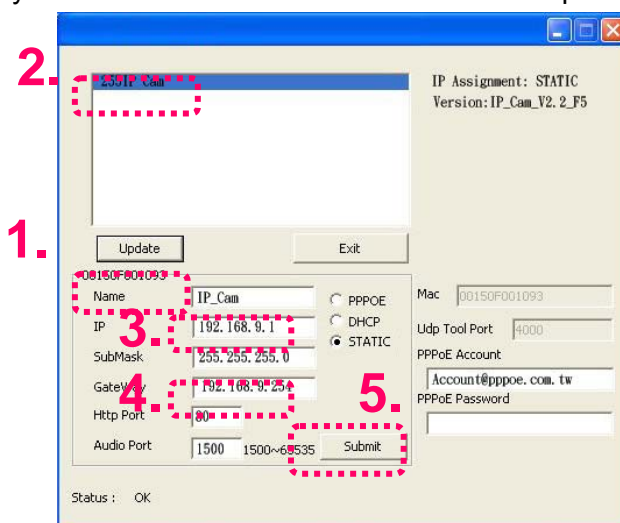 2.
255IP Cam
IP Assignment: STATIC
Version:IP_Cam_V2.2_F5
1.
Update
Exit
00150F001093
Name
IP_Cam
PPPOE
Mac
00150F001093
IP
3.
192.168.9.1
DHCP
Udp Tool Port
4000
STATIC
SubMask
255.255.255.0
PPPoE Account
GateWay
4.
192.168.9.254
5.
Account@pppoe.com.tw
PPPoE Password
Http Port
80
Audio Port
1500
1500~65535
Submit
Status : OK